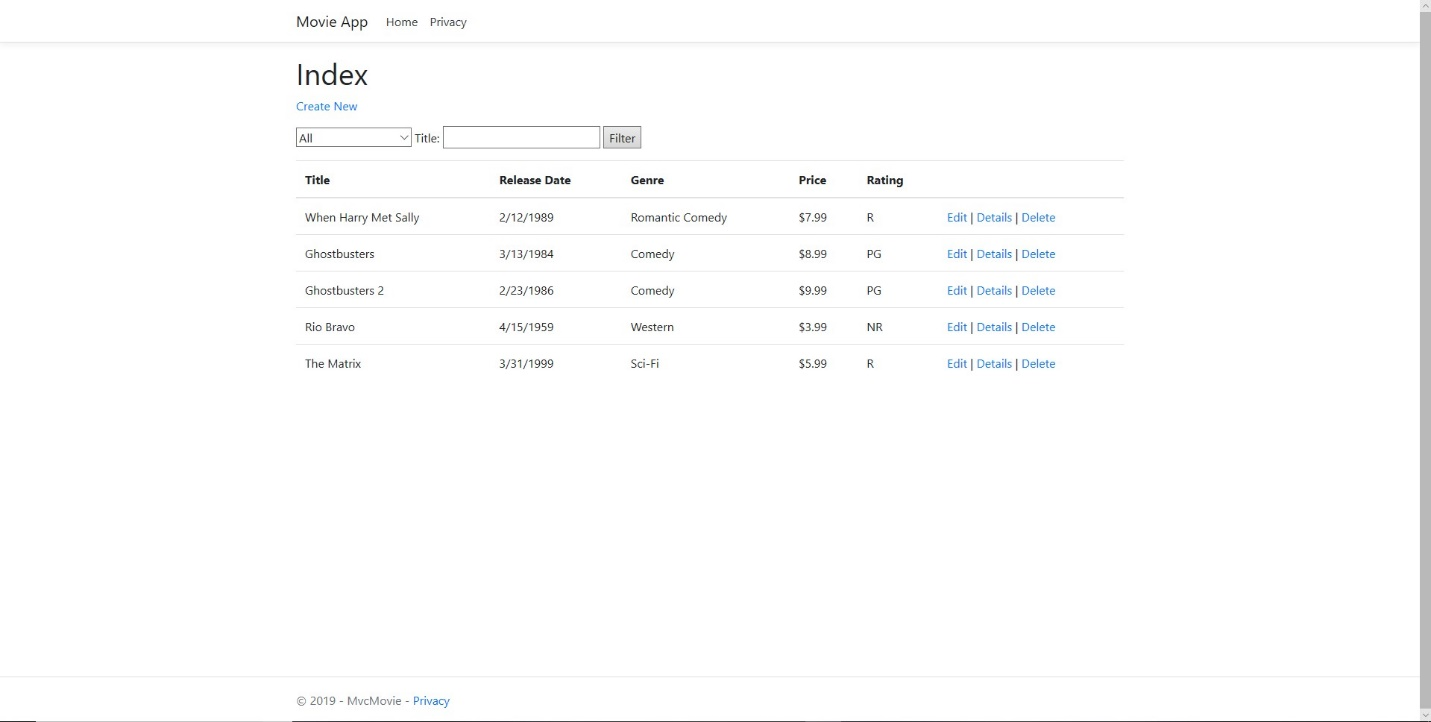 Movie App Home Privacy
Index
Create New
All Title: Filter
Title Release Date Genre Price Rating
When Harry Met Sally 2/12/1989 Romantic Comedy $7.99 R Edit | Details | Delete
Ghostbusters 3/13/1984 Comedy $8.99 PG Edit | Details | Delete
Ghostbusters 2 2/23/1986 Comedy $9.99 PG Edit | Details | Delete
Rio Bravo 4/15/1959 Western $3.99 NR Edit | Details | Delete
The Matrix 3/31/1999 Sci-Fi $5.99 R Edit | Details | Delete
© 2019 - MvcMovie - Privacy